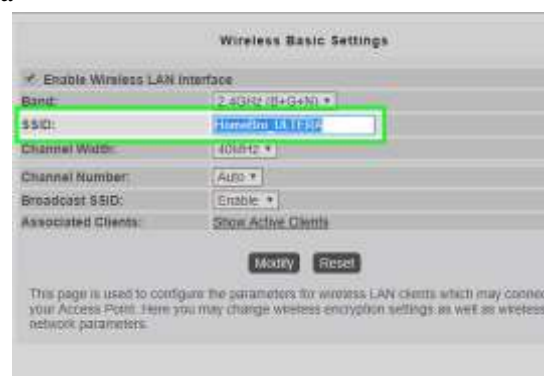 Wireless Basic Settings
Enable Wireless LAN Interface
Band: 2.4GHz (B+G+N)
SSID: HomeBro_ULTERA
Channel Width: 40MHz
Channel Number: Auto
Broadcast SSID: Enable
Associated Clients: Show Active Clients
Modify Reset
This page is used to configure the parameters for wireless LAN clients which may connec
your Access Point. Here you may change wireless encryption settings as well as wireless
network parameters.